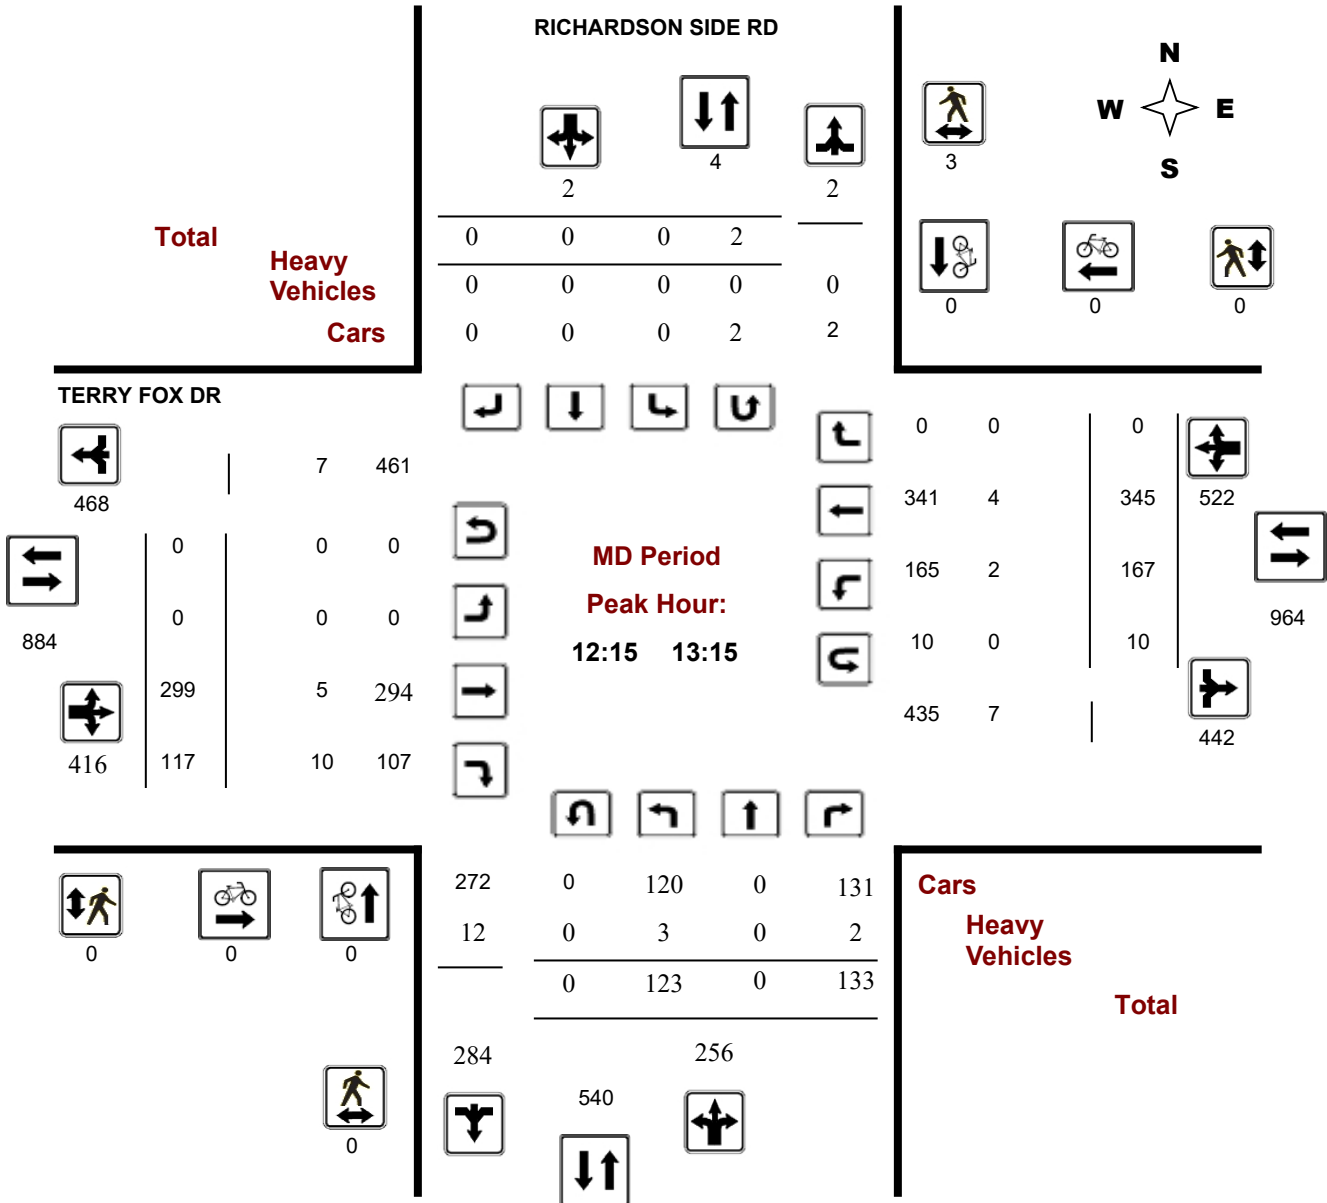 RICHARDSON SIDE RD
N
W E
S
4
3
2 2
Total
0 0 0 2
Heavy
Vehicles
0 0 0 0 0
Cars
0 0 0 2 2
0 0 0
TERRY FOX DR
0 0 0
7 461
468
341 4 345 522
0 0 0
MD Period
165 2 167
Peak Hour:
0 0 0
964
884
12:15 13:15
10 0 10
299 5 294
435 7
442
416 117 10 107
272 0 120 0 131
Cars
12 0 3 0 2
Heavy
Vehicles
0 0 0
0 123 0 133
Total
284 256
540
0